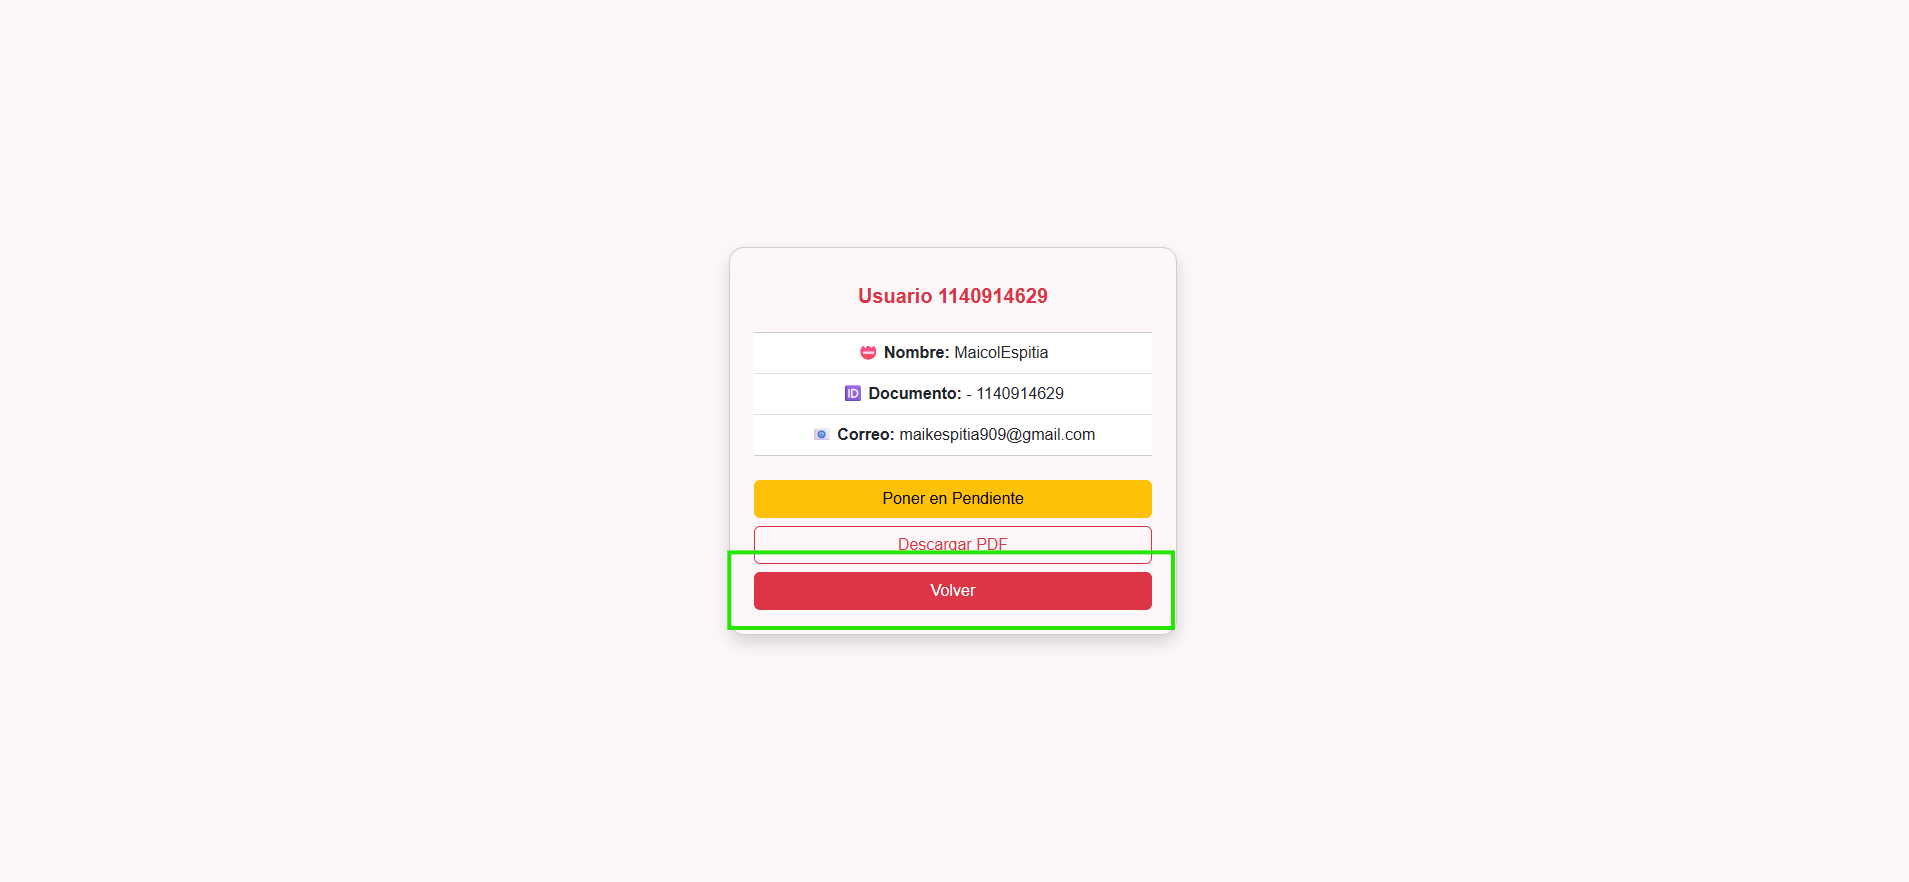 Usuario 1140914629
Nombre: MaicolEspitia
🆔 Documento: - 1140914629
Correo: maikespitia909@gmail.com
Poner en Pendiente
Descargar PDF
Volver